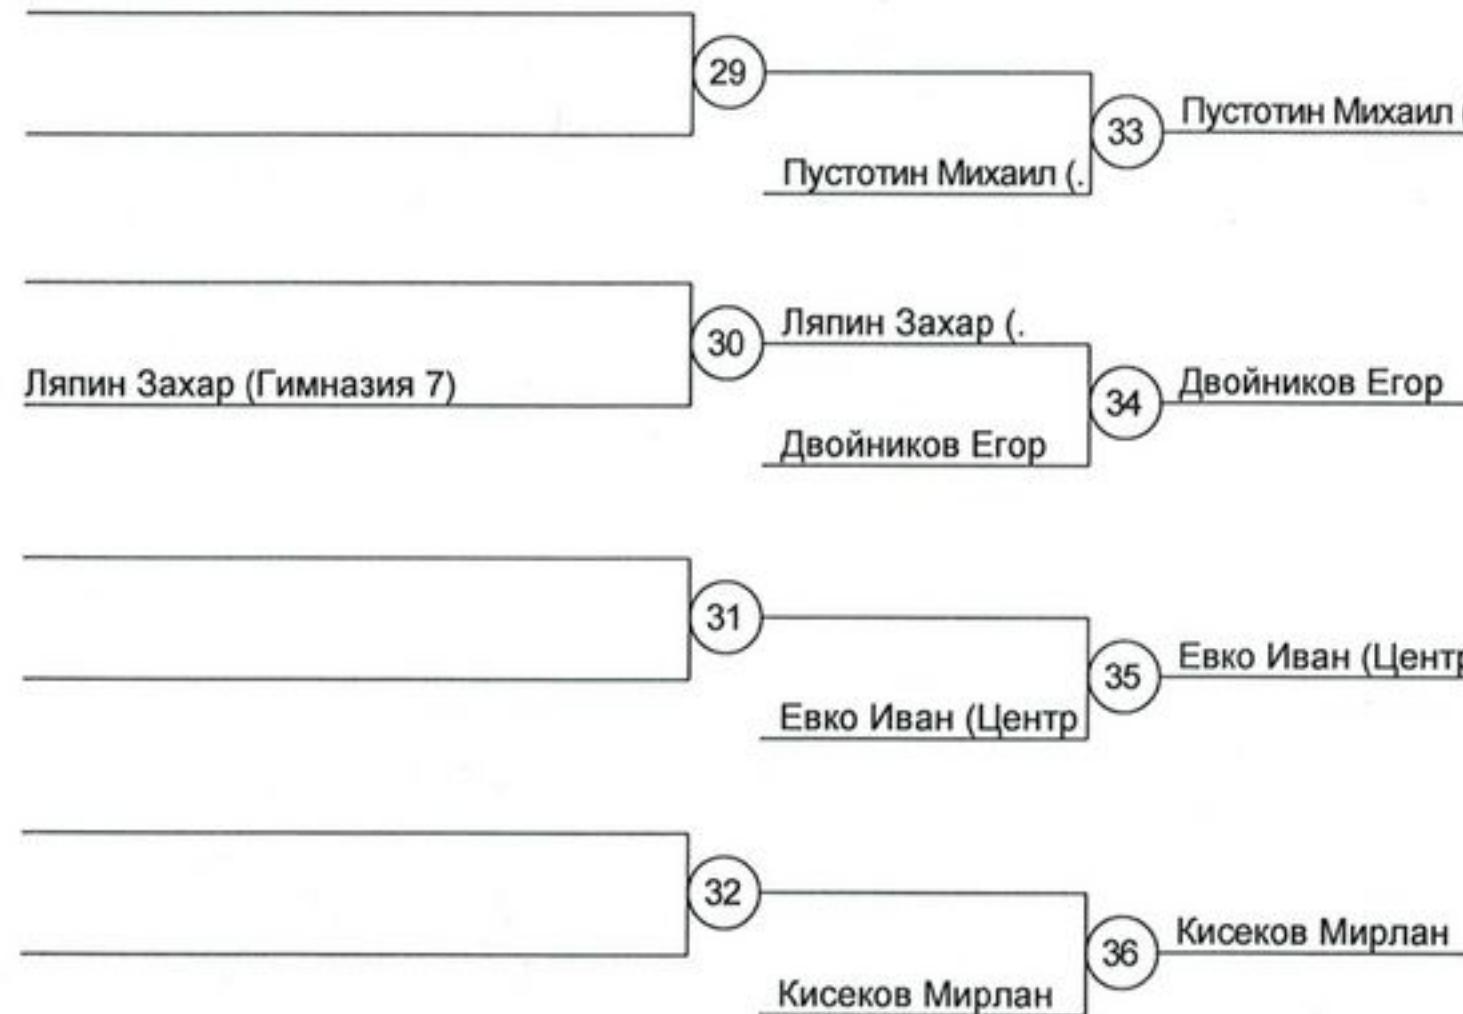 29
Пустотин Михаил (
33
Пустотин Михаил (.
Ляпин Захар (.
30
Ляпин Захар (Гимназия 7)
Двойников Егор
34
Двойников Егор
31
Евко Иван (Центр
35
Евко Иван (Центр
32
Кисеков Мирлан
36
Кисеков Мирлан